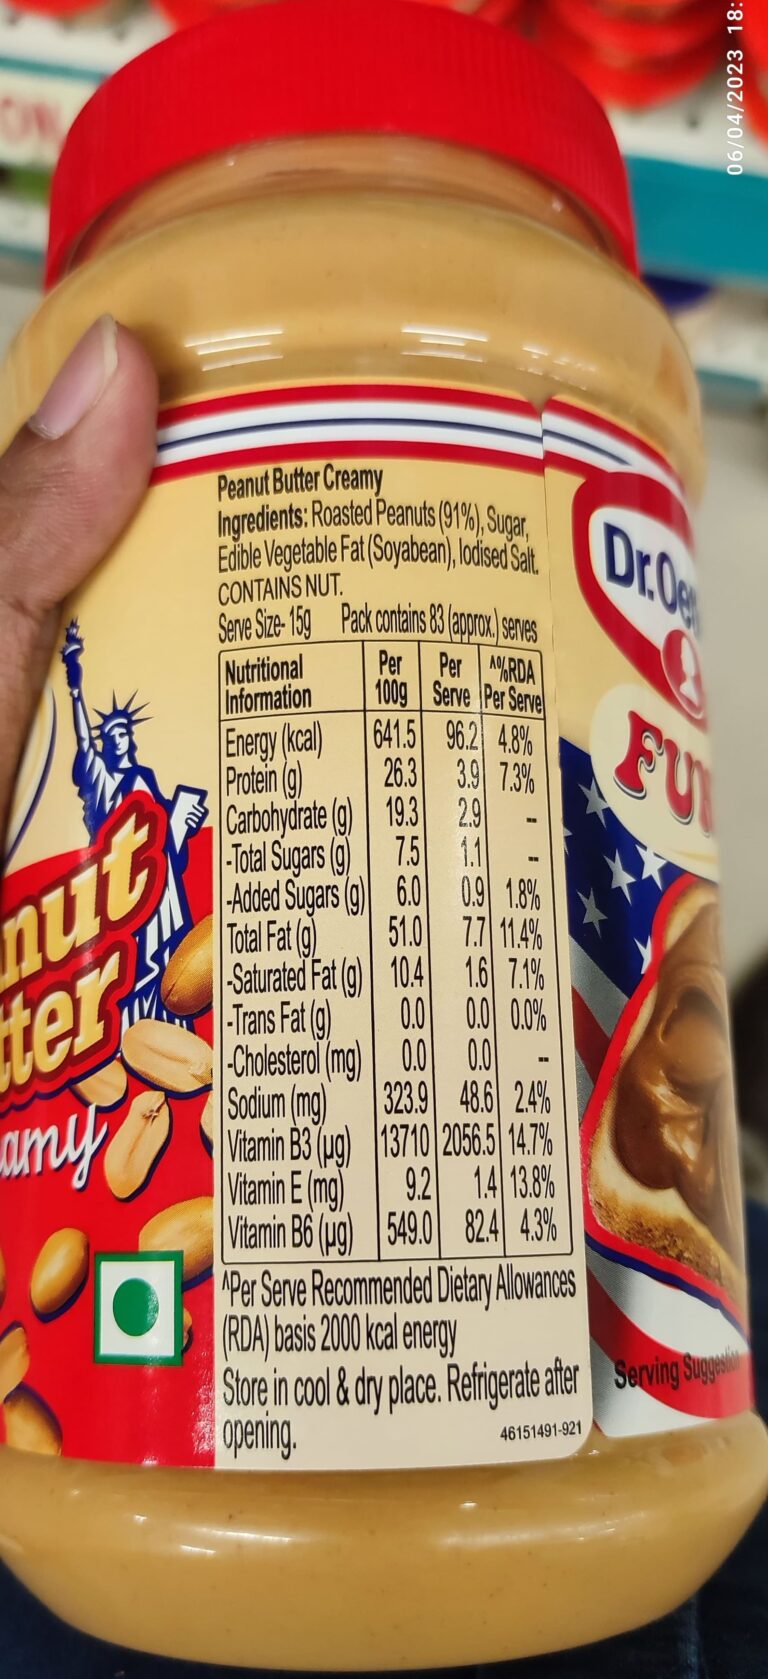 06/04/2023 18:
Peanut Butter Creamy
Ingredients: Roasted Peanuts (91%), Sugar,
Edible Vegetable Fat (Soyabean), Iodised Salt.
CONTAINS NUT.
Serve Size- 15g Pack contains 83 (approx.) serves
Nutritional Information Per 100g Per Serve ^%RDA Per Serve
Energy (kcal) 641.5 96.2 4.8%
Protein (g) 26.3 3.9 7.3%
Carbohydrate (g) 19.3 2.9 --
-Total Sugars (g) 7.5 1.1 --
-Added Sugars (g) 6.0 0.9 1.8%
Total Fat (g) 51.0 7.7 11.4%
-Saturated Fat (g) 10.4 1.6 7.1%
-Trans Fat (g) 0.0 0.0 0.0%
-Cholesterol (mg) 0.0 0.0 --
Sodium (mg) 323.9 48.6 2.4%
Vitamin B3 (µg) 13710 2056.5 14.7%
Vitamin E (mg) 9.2 1.4 13.8%
Vitamin B6 (µg) 549.0 82.4 4.3%
^Per Serve Recommended Dietary Allowances
(RDA) basis 2000 kcal energy
Store in cool & dry place. Refrigerate after
opening.
46151491-921
nut
tter
amy
Dr. Oe
FU
Serving Suggestion